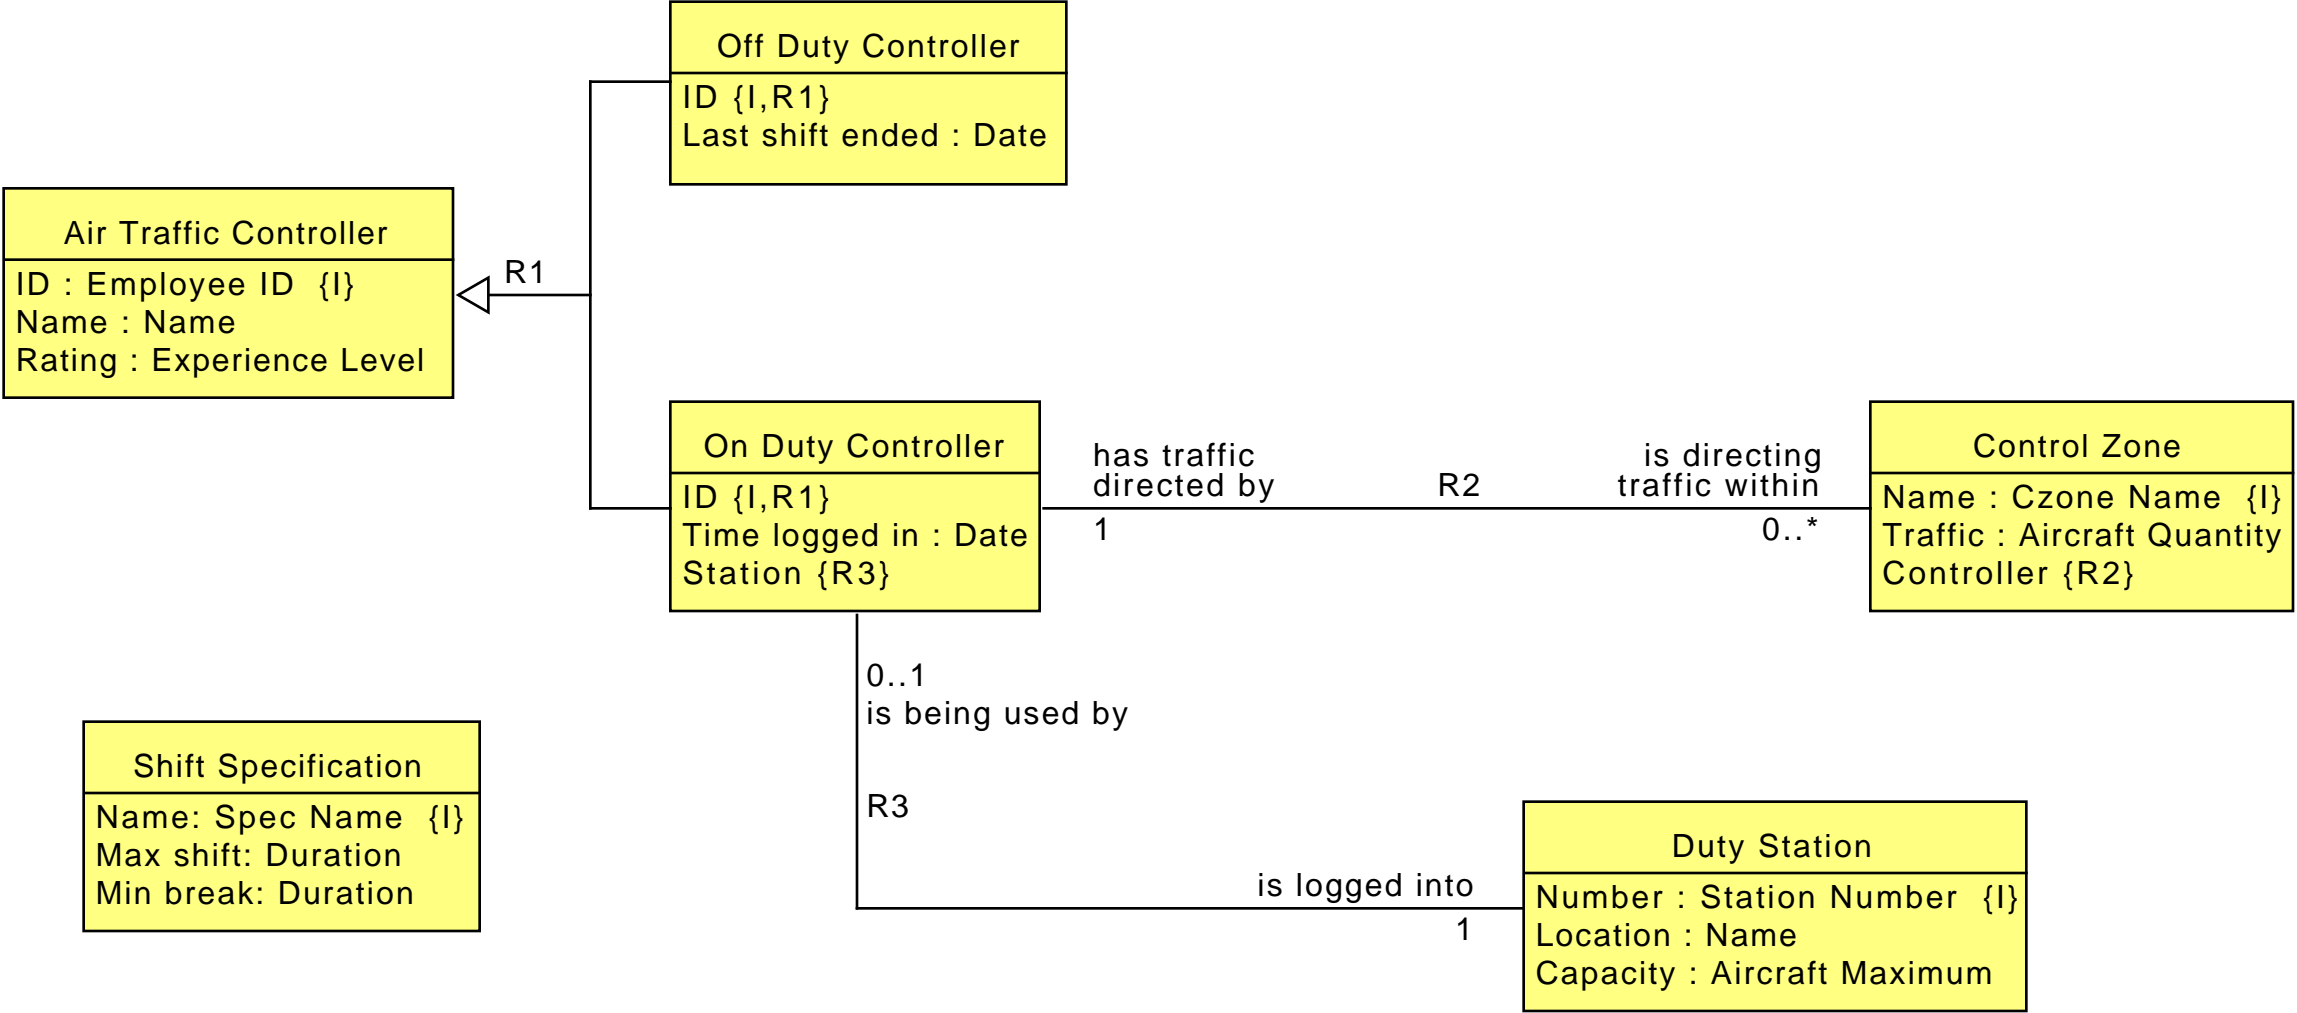 Off Duty Controller
ID {I,R1}
Last shift ended : Date
Air Traffic Controller
ID : Employee ID {I}
Name : Name
Rating : Experience Level
R1
On Duty Controller
ID {I,R1}
Time logged in : Date
Station {R3}
has traffic
directed by
1
R2
is directing
traffic within
0..*
Control Zone
Name : Czone Name {I}
Traffic : Aircraft Quantity
Controller {R2}
0..1
is being used by
R3
is logged into
1
Shift Specification
Name: Spec Name {I}
Max shift: Duration
Min break: Duration
Duty Station
Number : Station Number {I}
Location : Name
Capacity : Aircraft Maximum